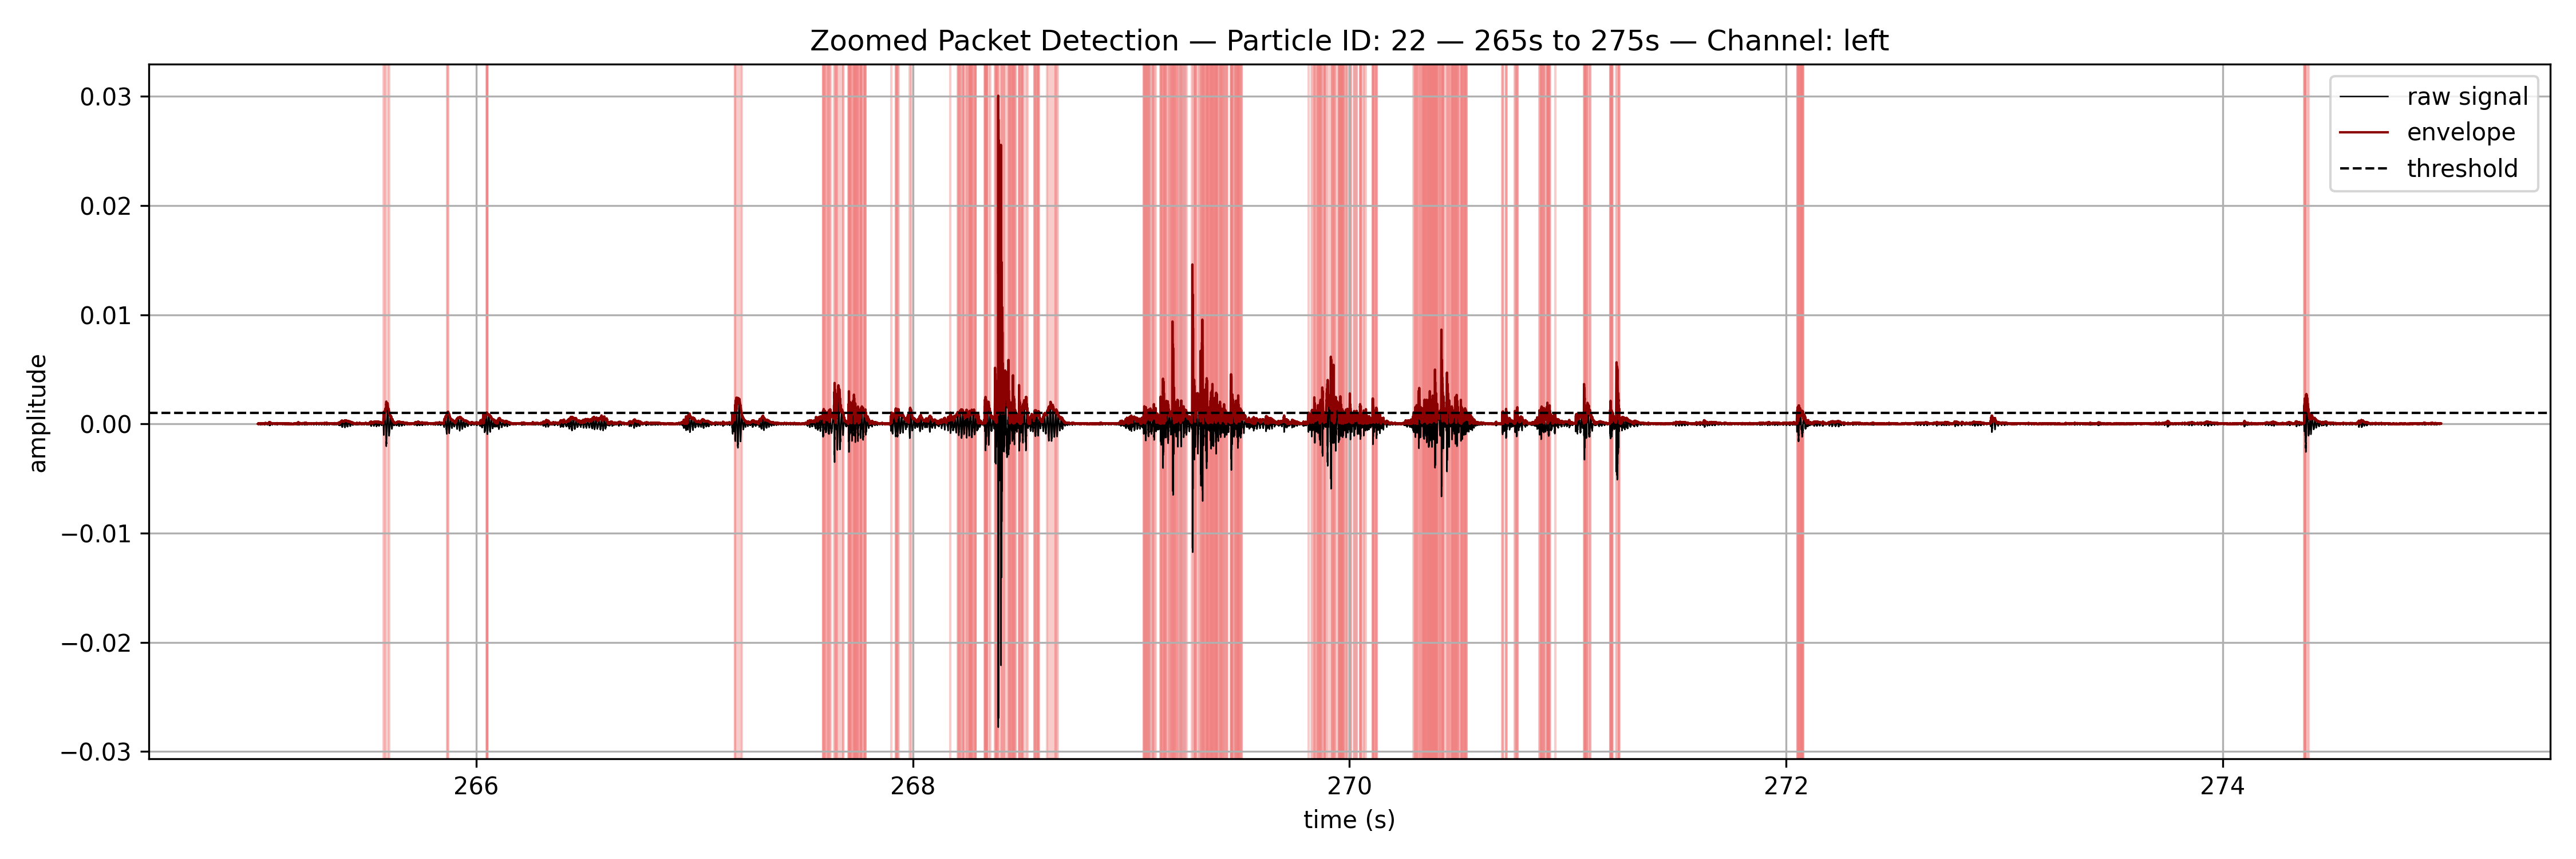 Zoomed Packet Detection — Particle ID: 22 — 265s to 275s — Channel: left
raw signal
envelope
threshold
amplitude
0.03
0.02
0.01
0.00
−0.01
−0.02
−0.03
266
268
270
272
274
time (s)